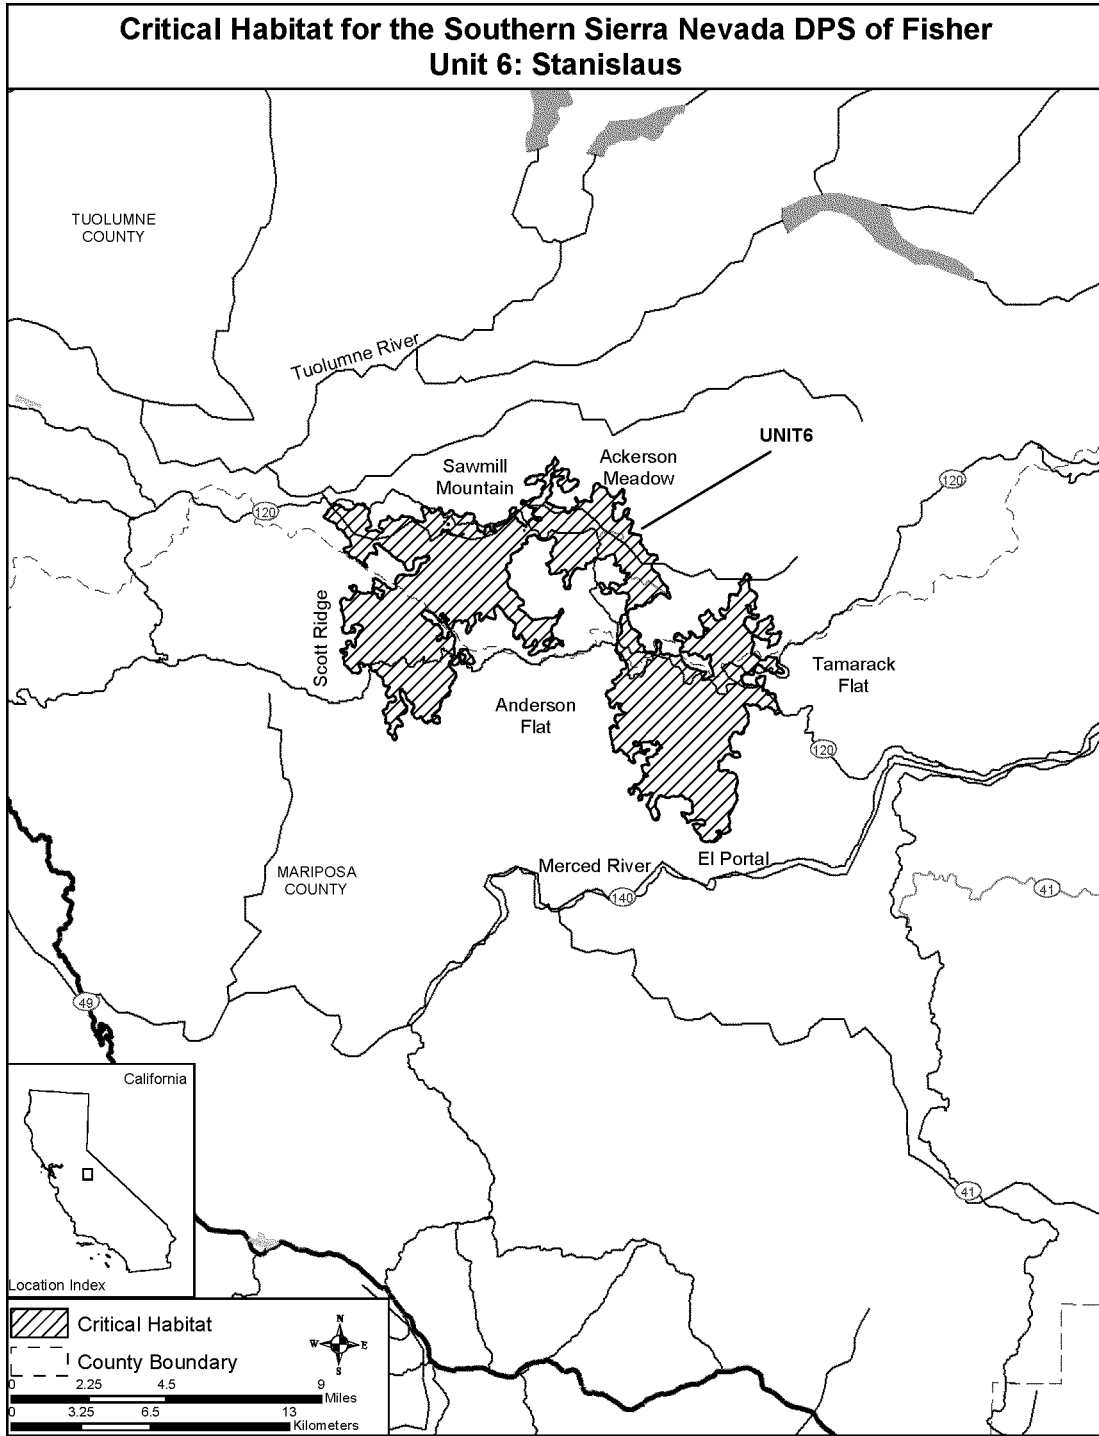 Critical Habitat for the Southern Sierra Nevada DPS of Fisher
Unit 6: Stanislaus
TUOLUMNE
COUNTY
Tuolumne River
UNIT6
Sawmill
Mountain
Ackerson
Meadow
120
120
Scott Ridge
Tamarack
Flat
Anderson
Flat
120
El Portal
Merced River
MARIPOSA
COUNTY
140
41
49
California
41
Location Index
Critical Habitat
County Boundary
N
W
E
S
0 2.25 4.5 9
Miles
0 3.25 6.5 13
Kilometers